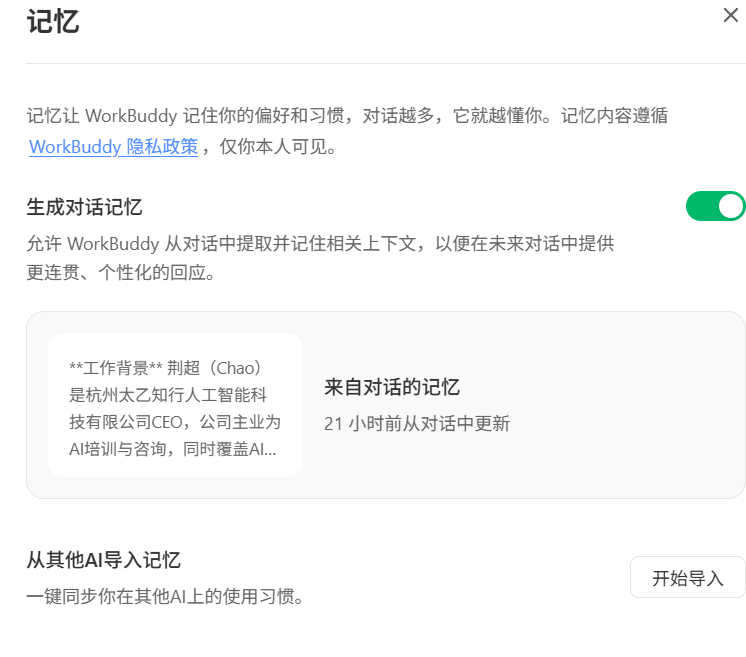 记忆
记忆让 WorkBuddy 记住你的偏好和习惯，对话越多，它就越懂你。记忆内容遵循
WorkBuddy 隐私政策，仅你本人可见。
生成对话记忆
允许 WorkBuddy 从对话中提取并记住相关上下文，以便在未来对话中提供
更连贯、个性化的回应。
**工作背景** 荆超（Chao）
是杭州太乙知行人工智能科
技有限公司CEO，公司主业为
AI培训与咨询，同时覆盖AI...
来自对话的记忆
21 小时前从对话中更新
从其他AI导入记忆
一键同步你在其他AI上的使用习惯。
开始导入